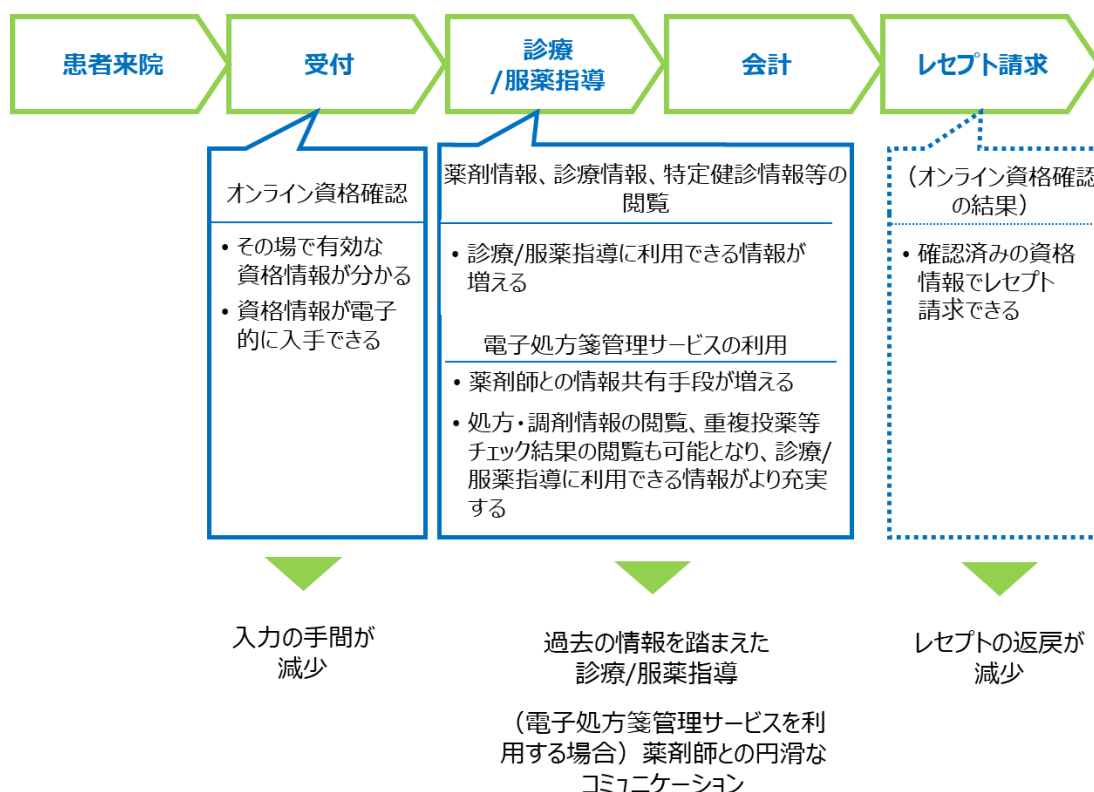 患者来院
受付
診療
/服薬指導
会計
レセプト請求
オンライン資格確認
• その場で有効な
資格情報が分かる
• 資格情報が電子
的に入手できる
薬剤情報、診療情報、特定健診情報等の
閲覧
• 診療/服薬指導に利用できる情報が
増える
電子処方箋管理サービスの利用
• 薬剤師との情報共有手段が増える
• 処方・調剤情報の閲覧、重複投薬等
チェック結果の閲覧も可能となり、診療/
服薬指導に利用できる情報がより充実
する
（オンライン資格確認
の結果）
• 確認済みの資格
情報でレセプト
請求できる
入力の手間が
減少
過去の情報を踏まえた
診療/服薬指導
（電子処方箋管理サービスを利
用する場合）薬剤師との円滑な
コミュニケーション
レセプトの返戻が
減少